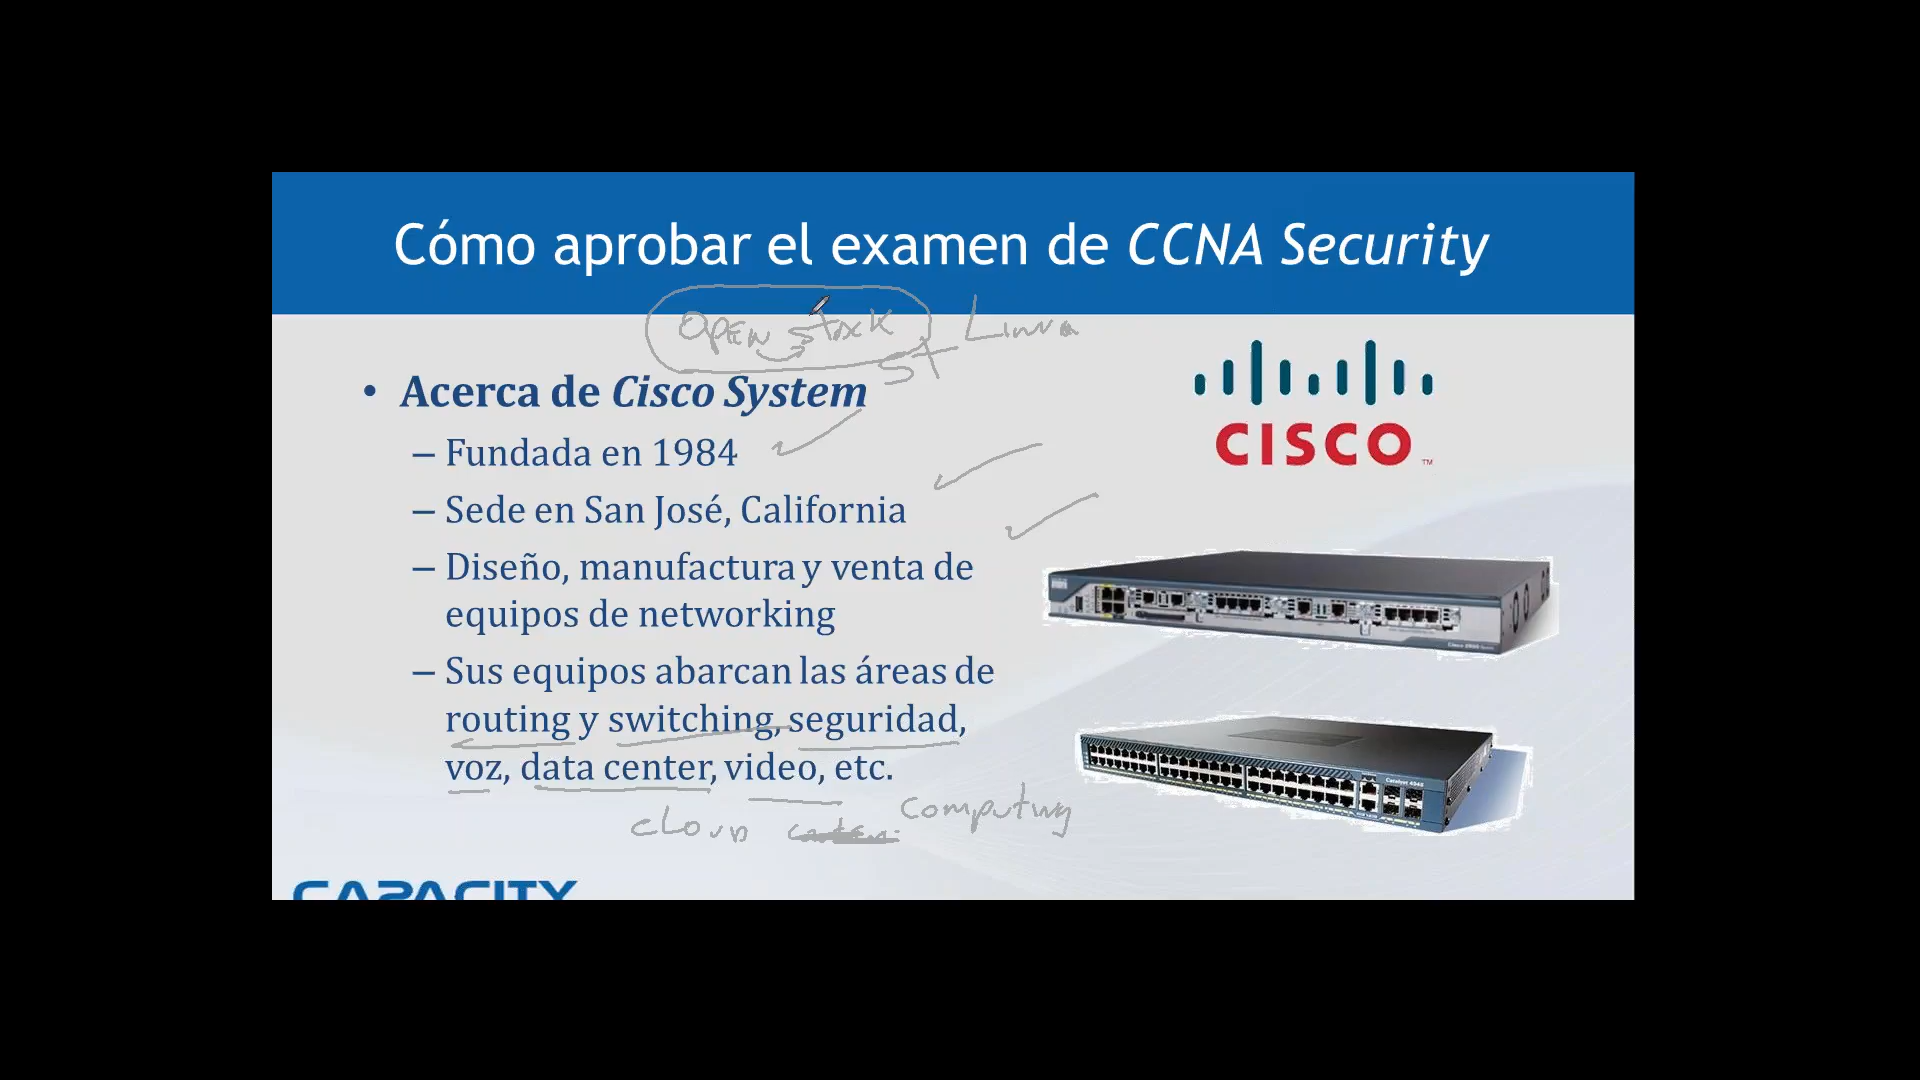 Cómo aprobar el examen de CCNA Security
OPEN stack
• Acerca de Cisco System
– Fundada en 1984
– Sede en San José, California
– Diseño, manufactura y venta de
equipos de networking
– Sus equipos abarcan las áreas de
routing y switching, seguridad,
voz, data center, video, etc.
cloud computing
CISCO
CAPACITY